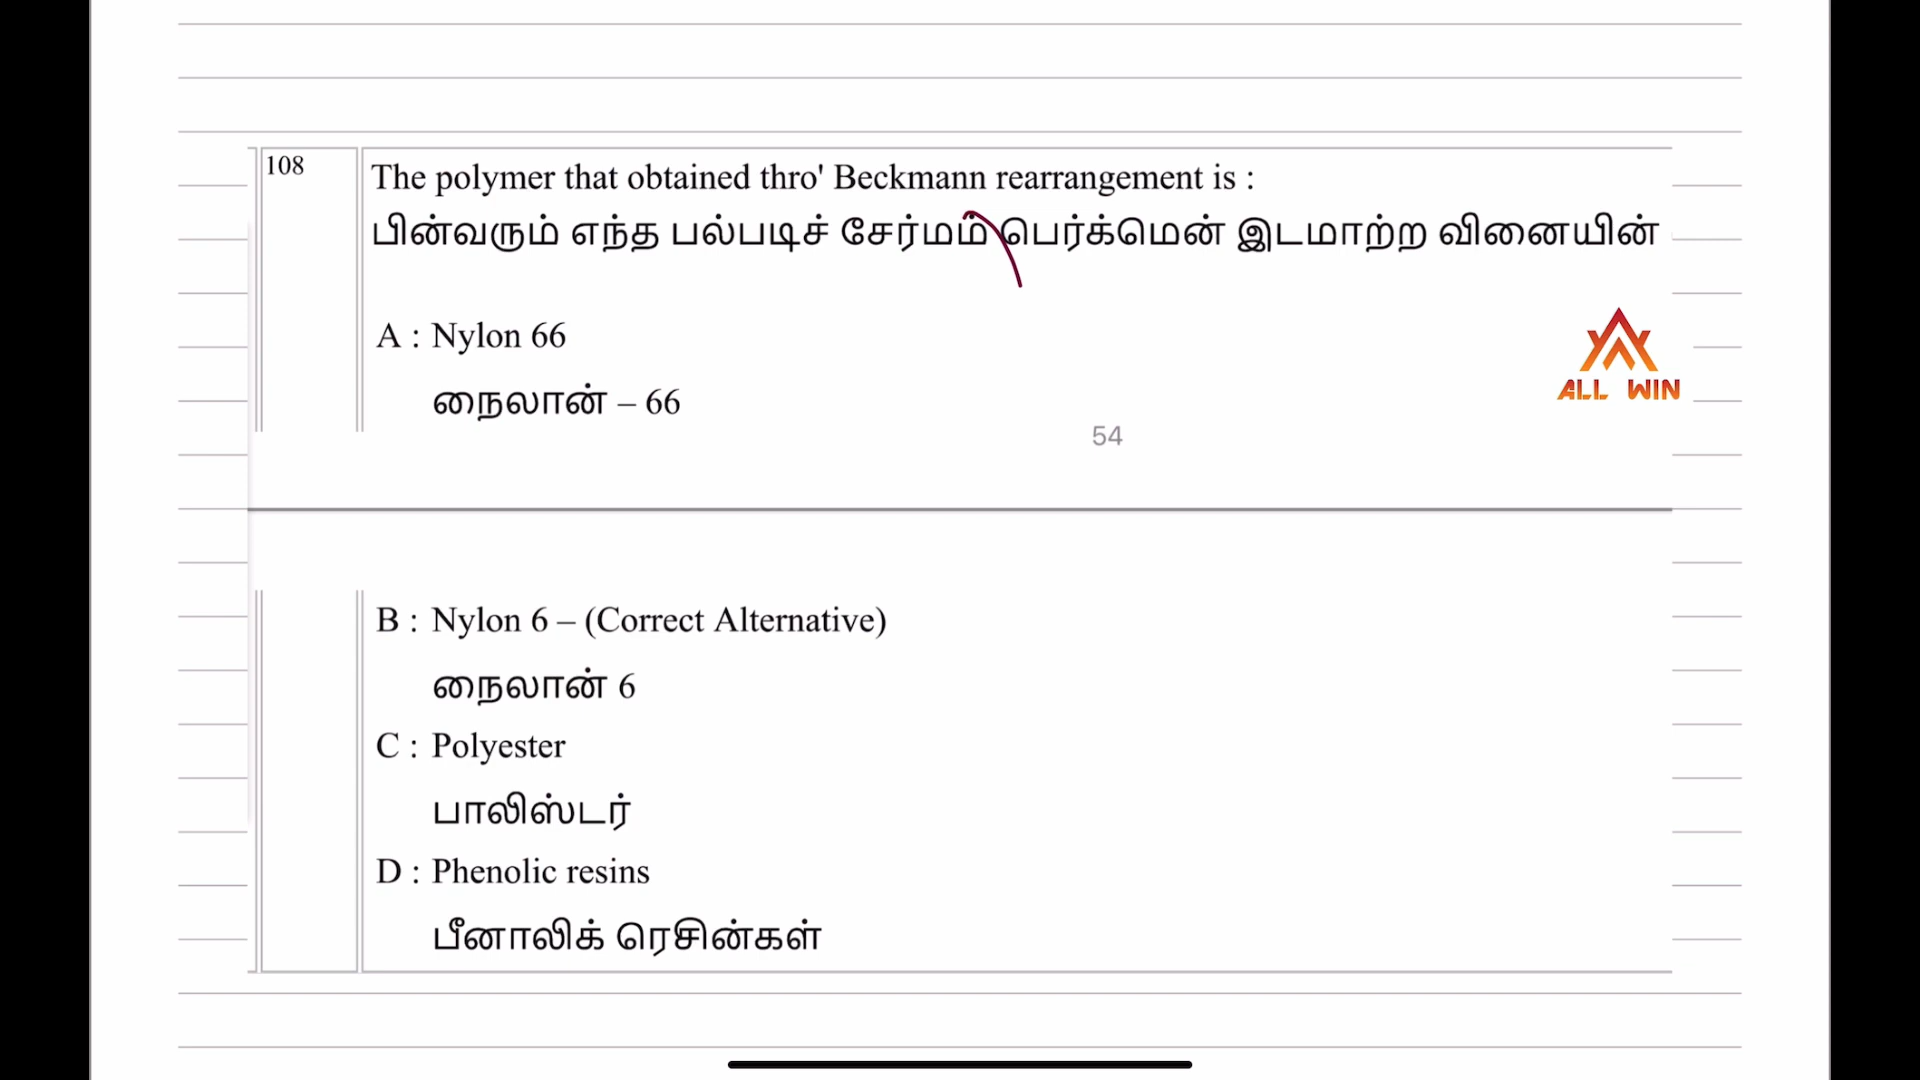 108
The polymer that obtained thro' Beckmann rearrangement is :
பின்வரும் எந்த பல்படிச் சேர்மம் பெர்க்மென் இடமாற்ற வினையின்
A : Nylon 66
நைலான் – 66
ALL WIN
54
B : Nylon 6 – (Correct Alternative)
நைலான் 6
C : Polyester
பாலிஸ்டர்
D : Phenolic resins
பீனாலிக் ரெசின்கள்